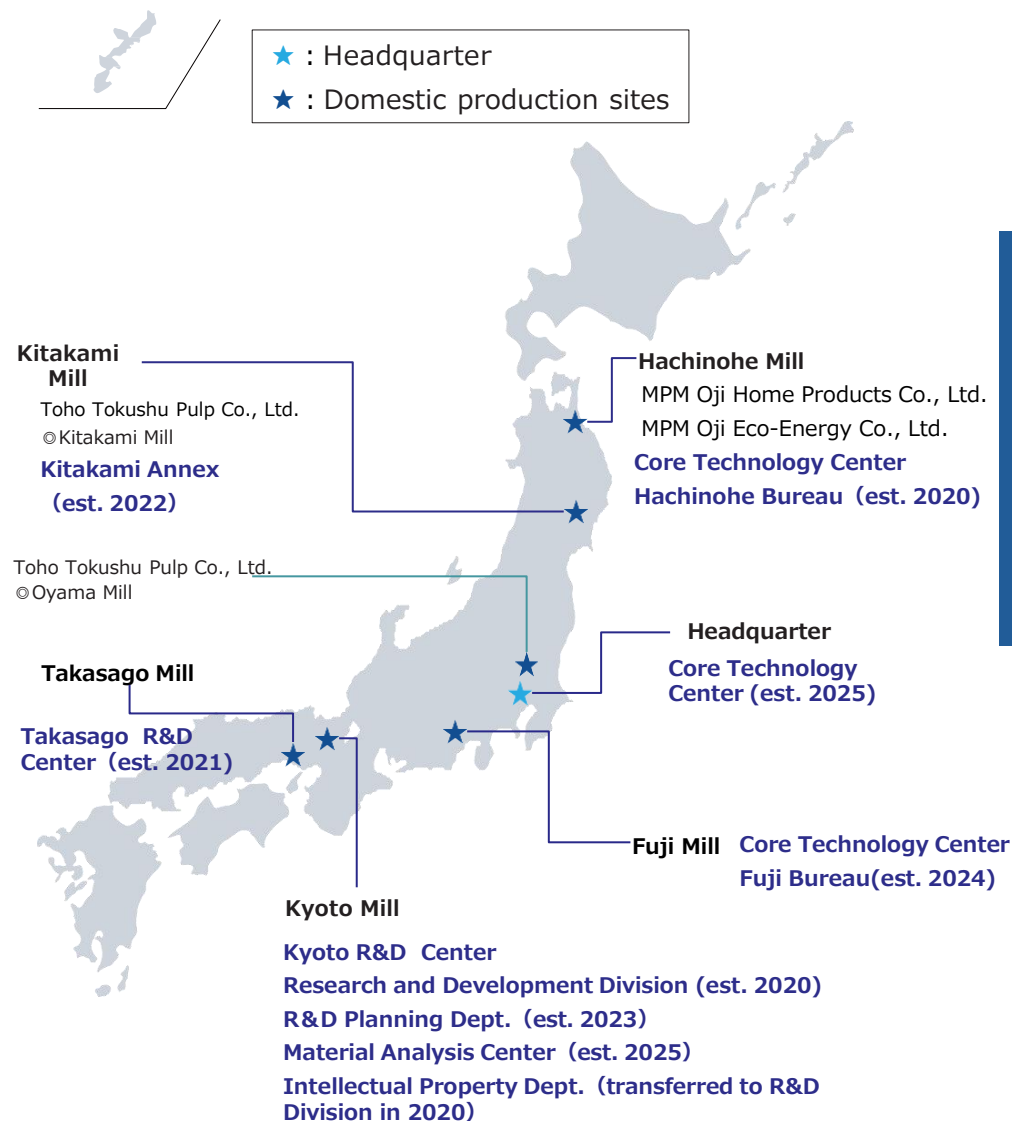 ★ : Headquarter
★ : Domestic production sites
Kitakami
Mill
Toho Tokushu Pulp Co., Ltd.
◎Kitakami Mill
Kitakami Annex
（est. 2022）
Hachinohe Mill
MPM Oji Home Products Co., Ltd.
MPM Oji Eco-Energy Co., Ltd.
Core Technology Center
Hachinohe Bureau（est. 2020）
Toho Tokushu Pulp Co., Ltd.
◎Oyama Mill
Headquarter
Core Technology
Center (est. 2025）
Takasago Mill
Takasago R&D
Center（est. 2021）
Fuji Mill
Core Technology Center
Fuji Bureau(est. 2024）
Kyoto Mill
Kyoto R&D Center
Research and Development Division (est. 2020)
R&D Planning Dept.（est. 2023）
Material Analysis Center（est. 2025）
Intellectual Property Dept.（transferred to R&D
Division in 2020）